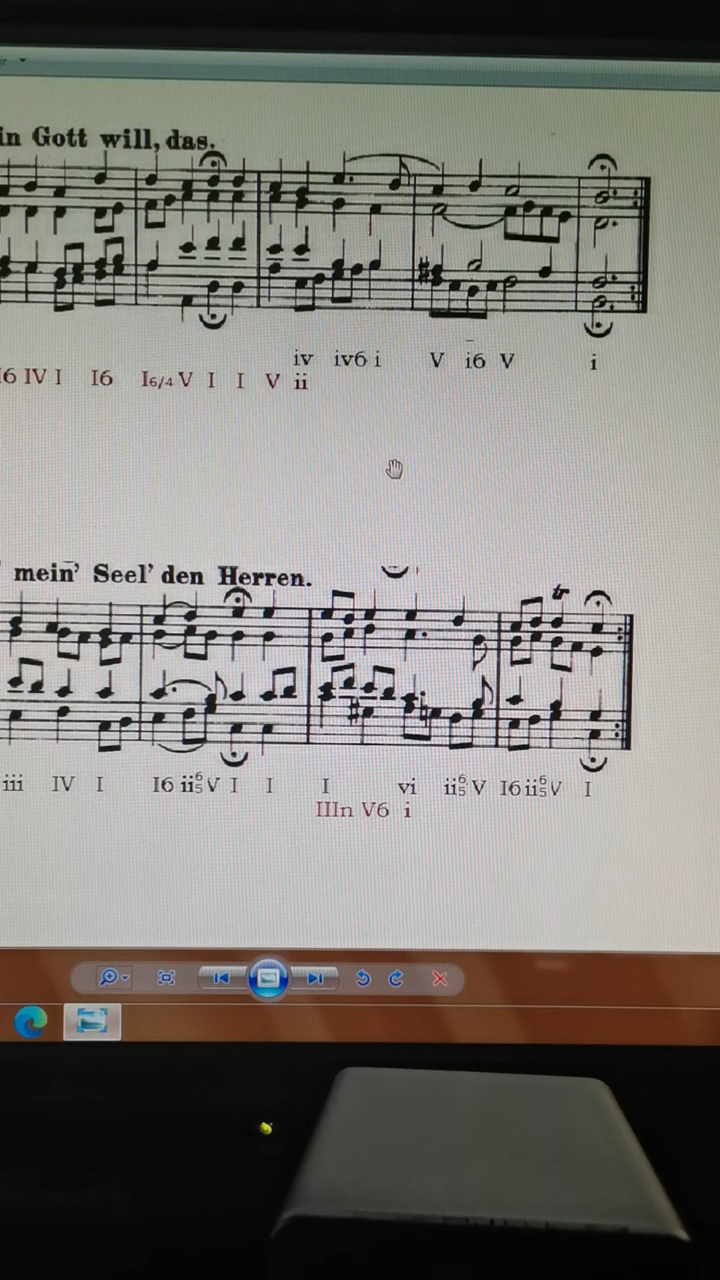 in Gott will, das.
iv iv6 i V i6 V i
I6 IV I I6 I6/4 V I I V ii
mein' Seel' den Herren.
tr
iii IV I I6 ii6/5 V I I I vi ii6/5 V I6 ii6/5 V I
IIIn V6 i